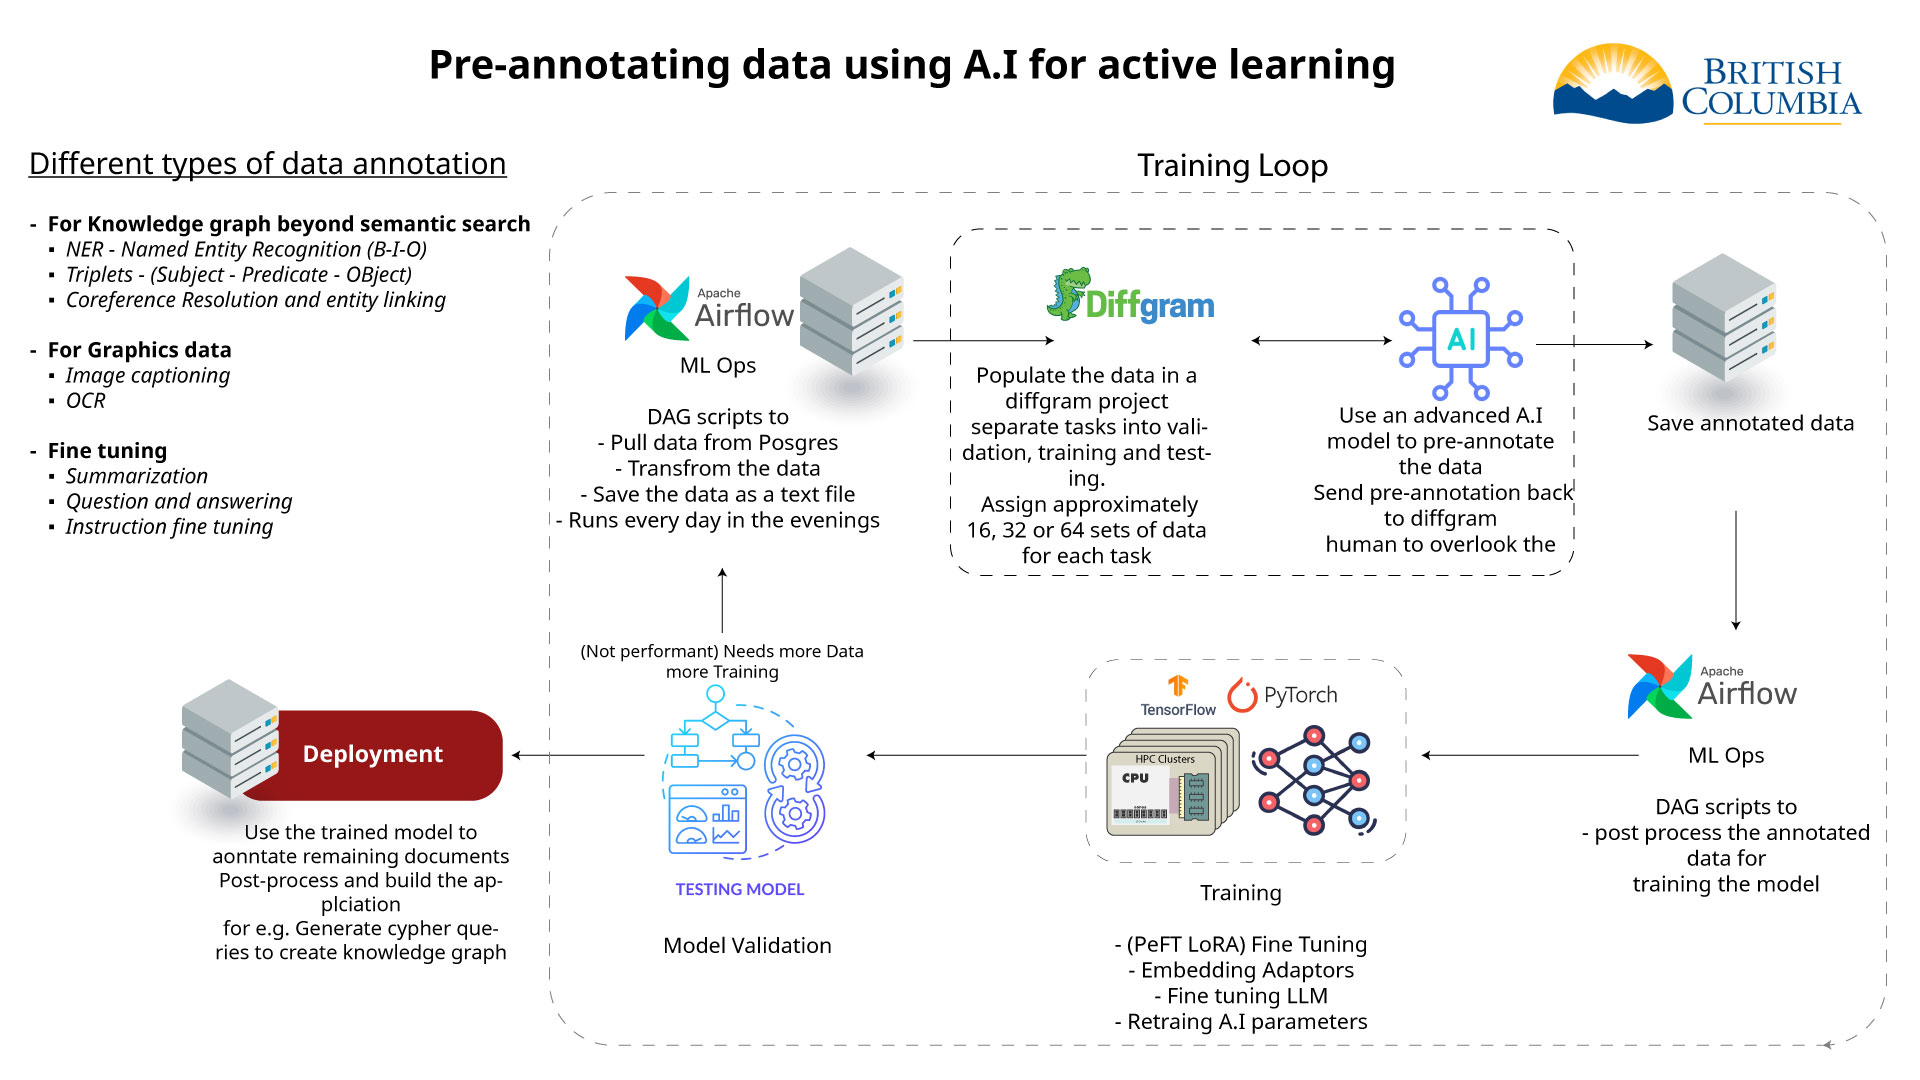 Pre-annotating data using A.I for active learning
BRITISH
COLUMBIA
Different types of data annotation
- For Knowledge graph beyond semantic search
▪ NER - Named Entity Recognition (B-I-O)
▪ Triplets - (Subject - Predicate - OBject)
▪ Coreference Resolution and entity linking
- For Graphics data
▪ Image captioning
▪ OCR
- Fine tuning
▪ Summarization
▪ Question and answering
▪ Instruction fine tuning
Training Loop
Apache
Airflow
ML Ops
DAG scripts to
- Pull data from Posgres
- Transfrom the data
- Save the data as a text file
- Runs every day in the evenings
Diffgram
Populate the data in a
diffgram project
separate tasks into vali-
dation, training and test-
ing.
Assign approximately
16, 32 or 64 sets of data
for each task
AI
Use an advanced A.I
model to pre-annotate
the data
Send pre-annotation back
to diffgram
human to overlook the
Save annotated data
Apache
Airflow
ML Ops
DAG scripts to
- post process the annotated
data for
training the model
TensorFlow
PyTorch
HPC Clusters
CPU
Training
- (PeFT LoRA) Fine Tuning
- Embedding Adaptors
- Fine tuning LLM
- Retraing A.I parameters
(Not performant) Needs more Data
more Training
TESTING MODEL
Model Validation
Deployment
Use the trained model to
aonntate remaining documents
Post-process and build the ap-
plciation
for e.g. Generate cypher que-
ries to create knowledge graph